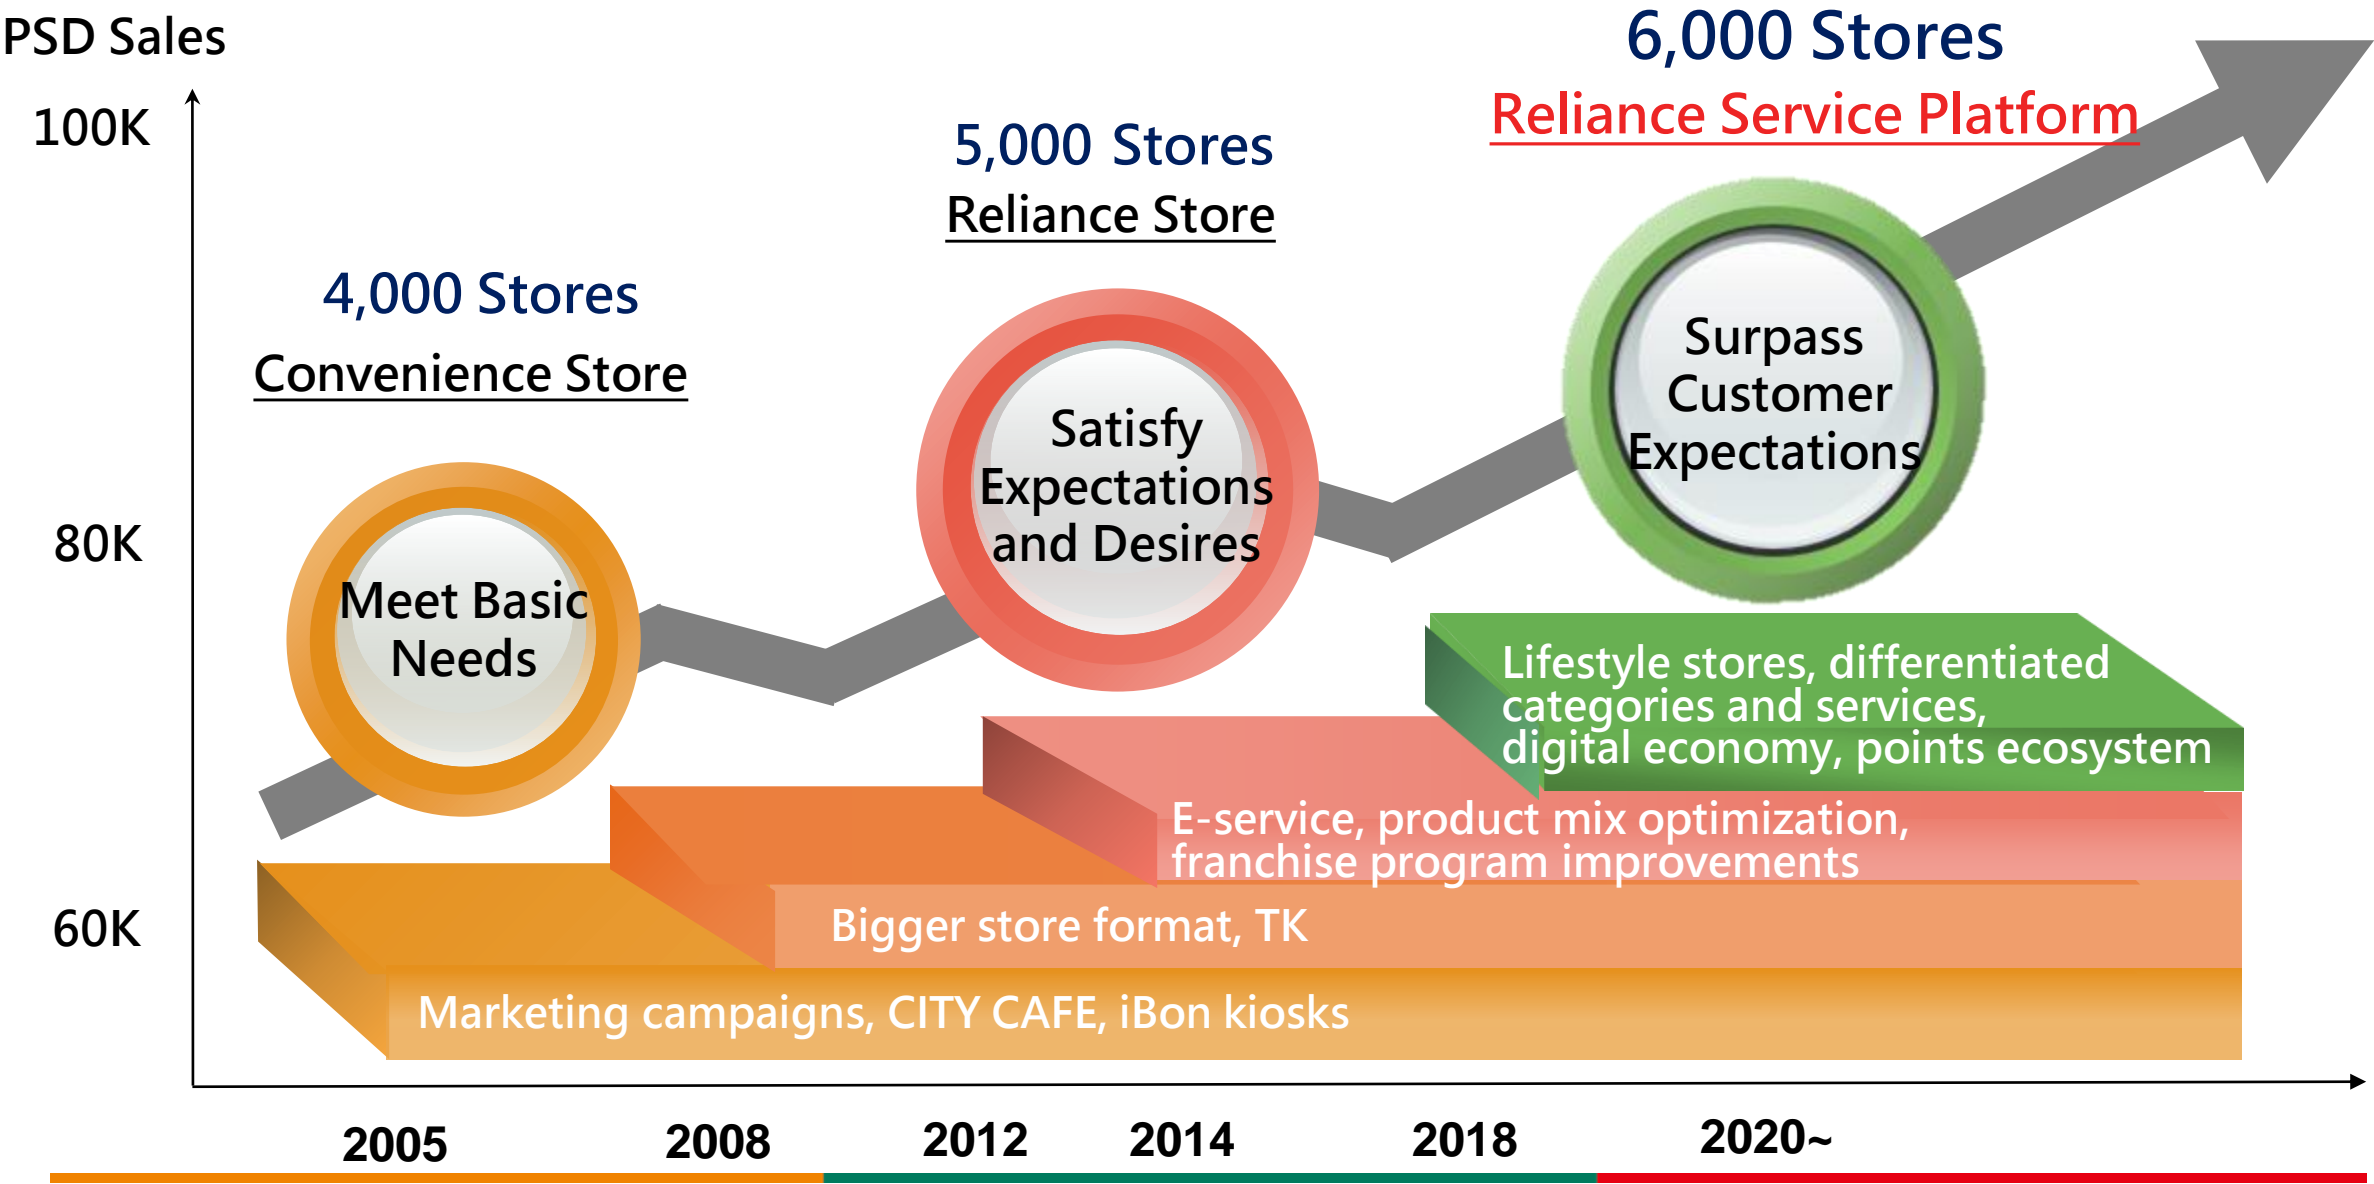 PSD Sales
100K
80K
60K
4,000 Stores
Convenience Store
Meet Basic
Needs
5,000 Stores
Reliance Store
Satisfy
Expectations
and Desires
6,000 Stores
Reliance Service Platform
Surpass
Customer
Expectations
Lifestyle stores, differentiated
categories and services,
digital economy, points ecosystem
E-service, product mix optimization,
franchise program improvements
Bigger store format, TK
Marketing campaigns, CITY CAFE, iBon kiosks
2005 2008 2012 2014 2018 2020~